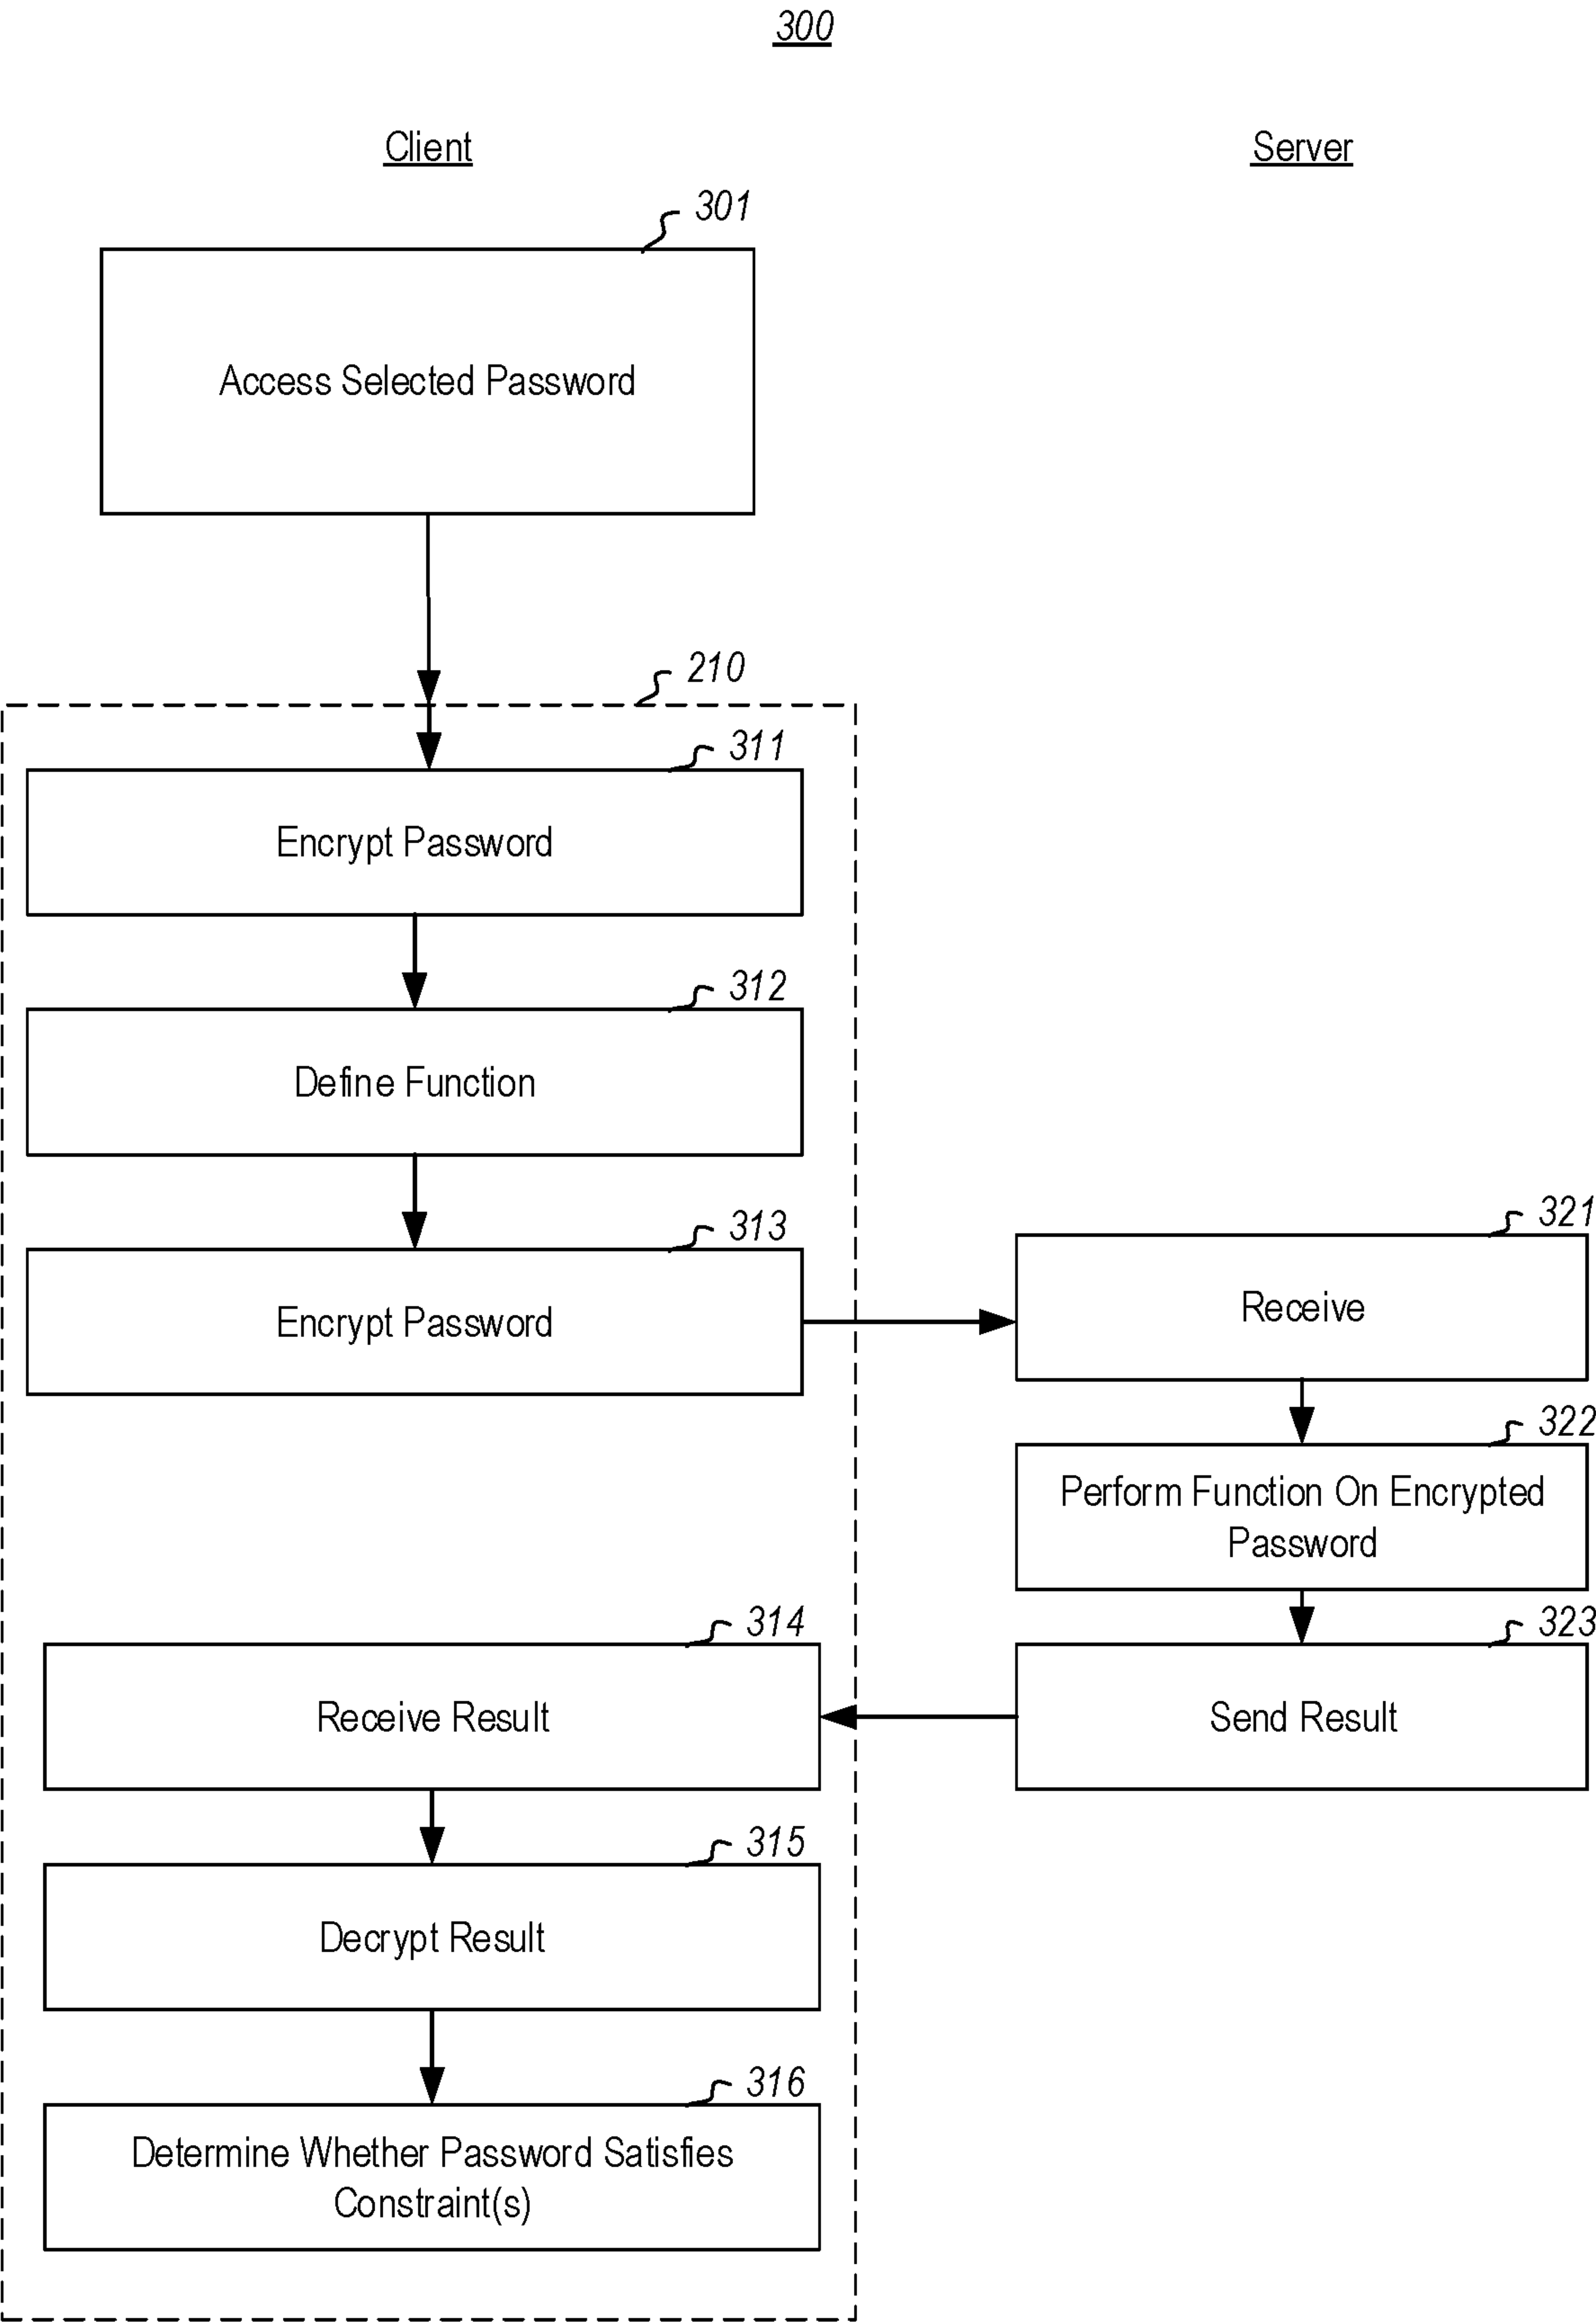 300
Client
Server
301
Access Selected Password
210
311
Encrypt Password
312
Define Function
313
Encrypt Password
321
Receive
322
Perform Function On Encrypted
Password
323
Send Result
314
Receive Result
315
Decrypt Result
316
Determine Whether Password Satisfies
Constraint(s)